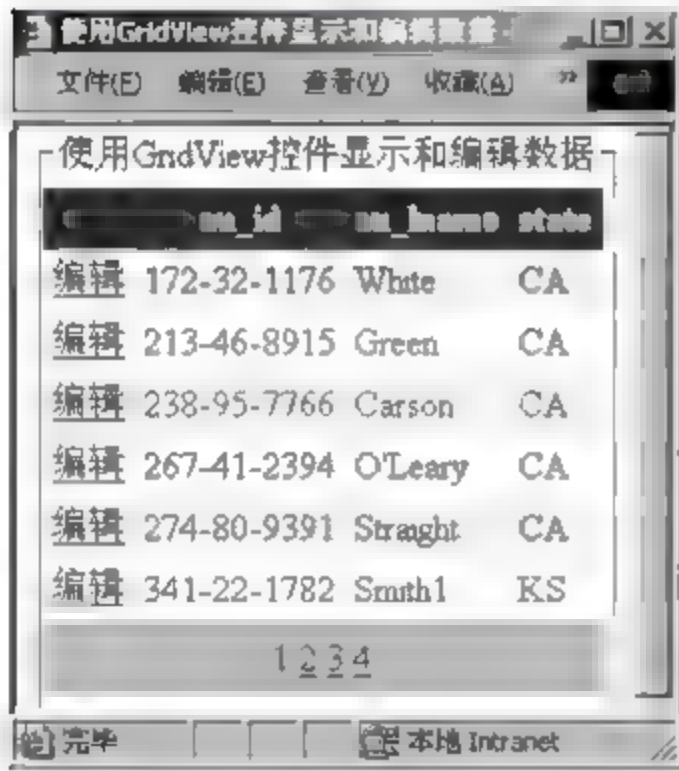 使用GridView控件显示和编辑数据
文件(E) 编辑(E) 查看(V) 收藏(A) »
使用GridView控件显示和编辑数据
state
编辑 172-32-1176 White CA
编辑 213-46-8915 Green CA
编辑 238-95-7766 Carson CA
编辑 267-41-2394 O'Leary CA
编辑 274-80-9391 Straight CA
编辑 341-22-1782 Smith1 KS
1 2 3 4
完毕 本地 Intranet